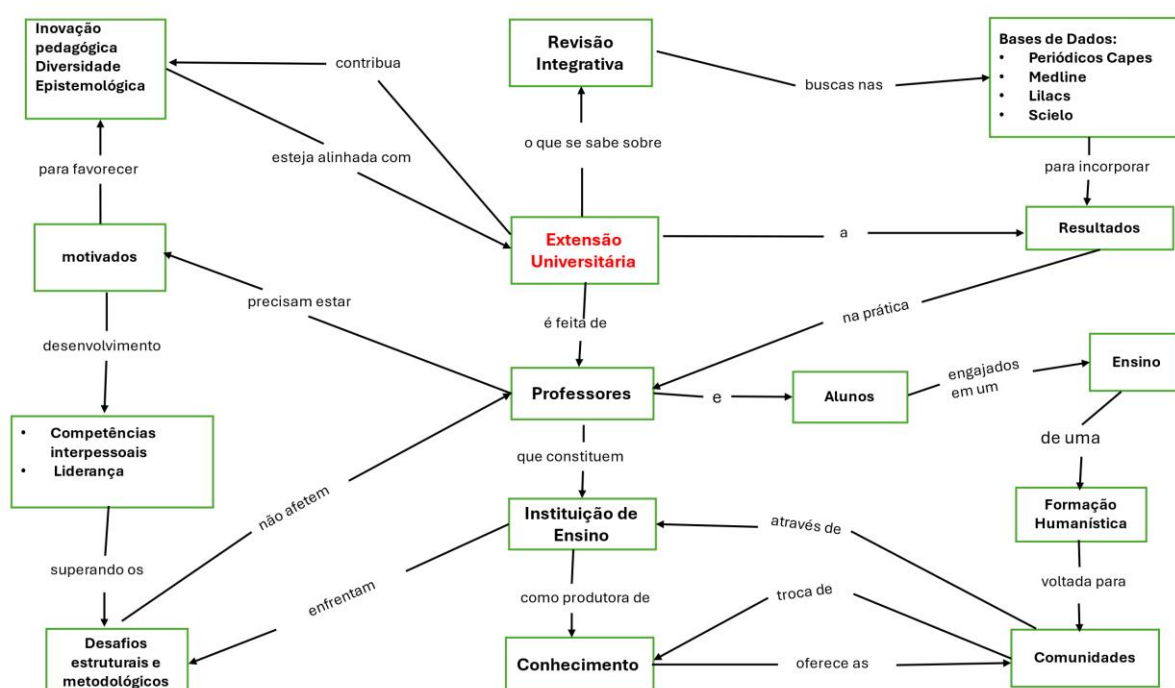 Inovação
pedagógica
Diversidade
Epistemológica
contribua
Revisão
Integrativa
buscas nas
Bases de Dados:
• Periódicos Capes
• Medline
• Lilacs
• Scielo
para favorecer
esteja alinhada com
o que se sabe sobre
para incorporar
motivados
Extensão
Universitária
a
Resultados
precisam estar
é feita de
na prática
desenvolvimento
Professores
e
Alunos
engajados
em um
Ensino
• Competências
interpessoais
• Liderança
não afetem
que constituem
de uma
Instituição de
Ensino
através de
Formação
Humanística
superando os
enfrentam
como produtora de
troca de
voltada para
Desafios
estruturais e
metodológicos
Conhecimento
oferece as
Comunidades